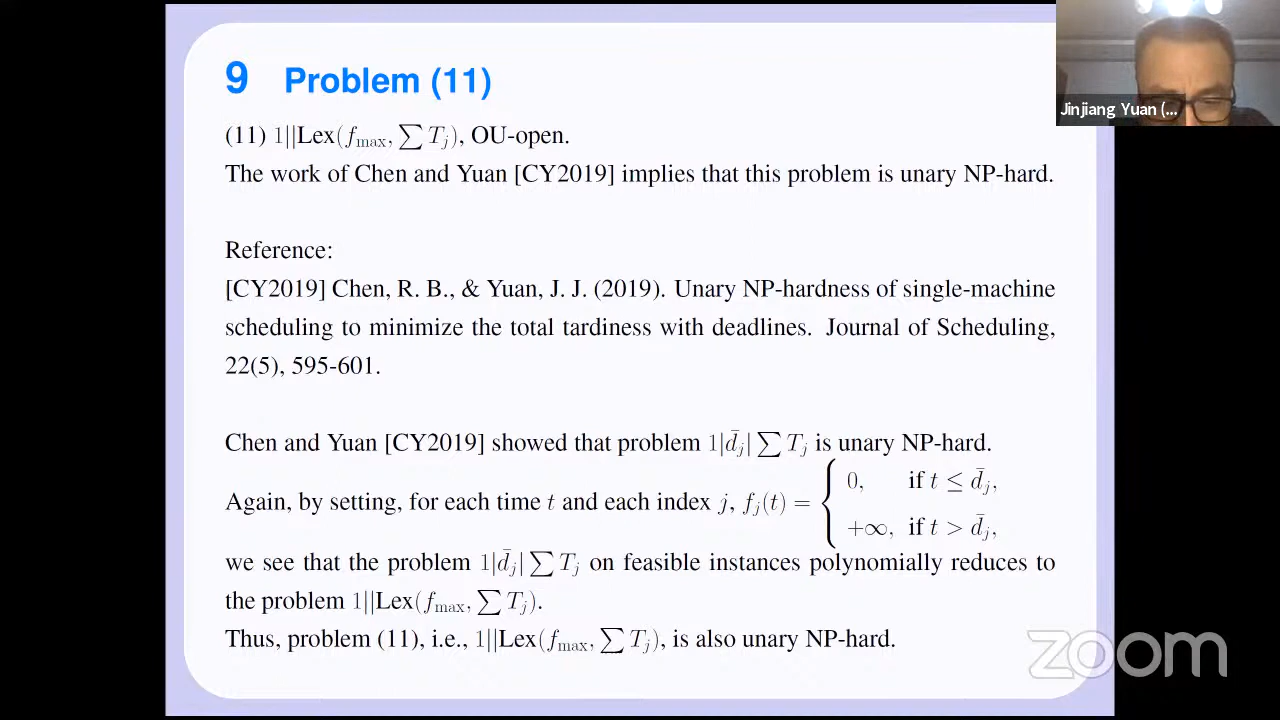 9 Problem (11)
(11) 1||Lex(f_max, ∑ T_j), OU-open.
The work of Chen and Yuan [CY2019] implies that this problem is unary NP-hard.
Reference:
[CY2019] Chen, R. B., & Yuan, J. J. (2019). Unary NP-hardness of single-machine
scheduling to minimize the total tardiness with deadlines. Journal of Scheduling,
22(5), 595-601.
Chen and Yuan [CY2019] showed that problem 1|d̄_j| ∑ T_j is unary NP-hard.
Again, by setting, for each time t and each index j, f_j(t) = { 0, if t ≤ d̄_j,
+∞, if t > d̄_j,
we see that the problem 1|d̄_j| ∑ T_j on feasible instances polynomially reduces to
the problem 1||Lex(f_max, ∑ T_j).
Thus, problem (11), i.e., 1||Lex(f_max, ∑ T_j), is also unary NP-hard.
Jinjiang Yuan (...
zoom